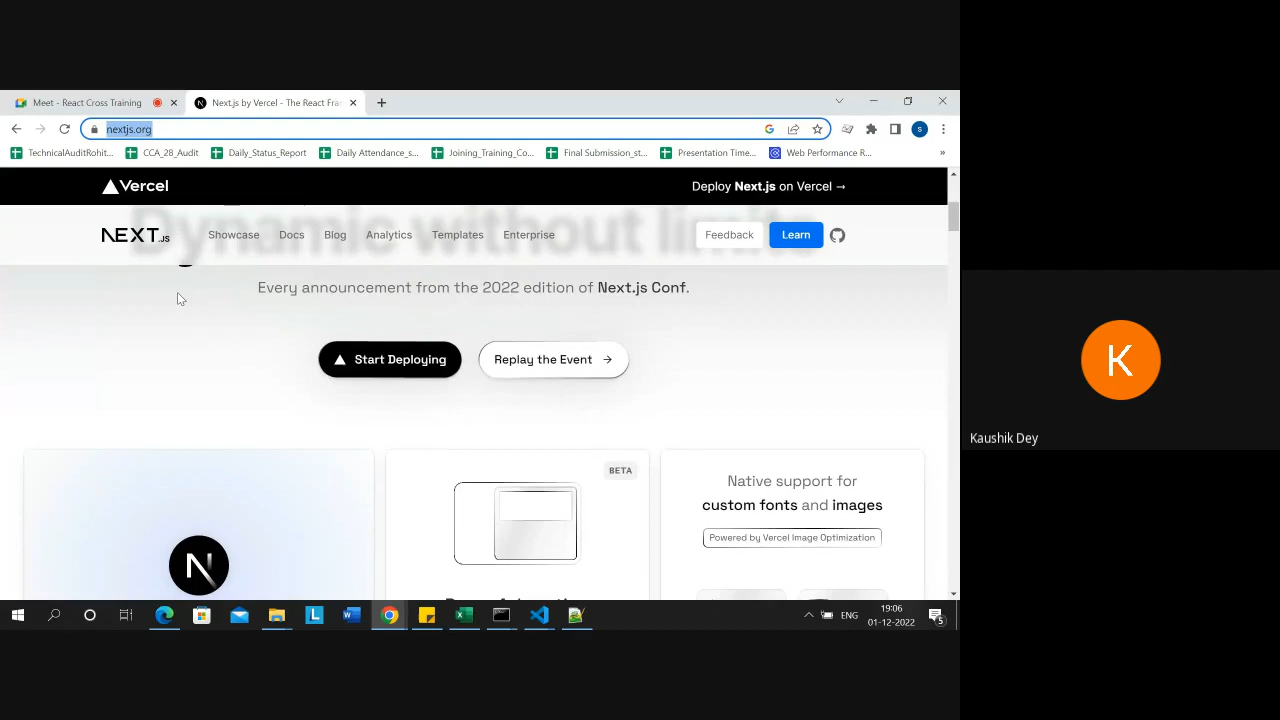 Meet - React Cross Training
Next.js by Vercel - The React Fra
nextjs.org
S
TechnicalAuditRohit...
CCA_28_Audit
Daily_Status_Report
Daily Attendance_s...
Joining_Training_Co...
Final Submission_st...
Presentation Time...
Web Performance R...
»
Vercel
Deploy Next.js on Vercel →
Dynamic without limits
NEXT.JS
Showcase
Docs
Blog
Analytics
Templates
Enterprise
Feedback
Learn
Every announcement from the 2022 edition of Next.js Conf.
Start Deploying
Replay the Event →
BETA
Native support for
custom fonts and images
Powered by Vercel Image Optimization
N
K
Kaushik Dey
L
W
ENG
19:06
01-12-2022
5